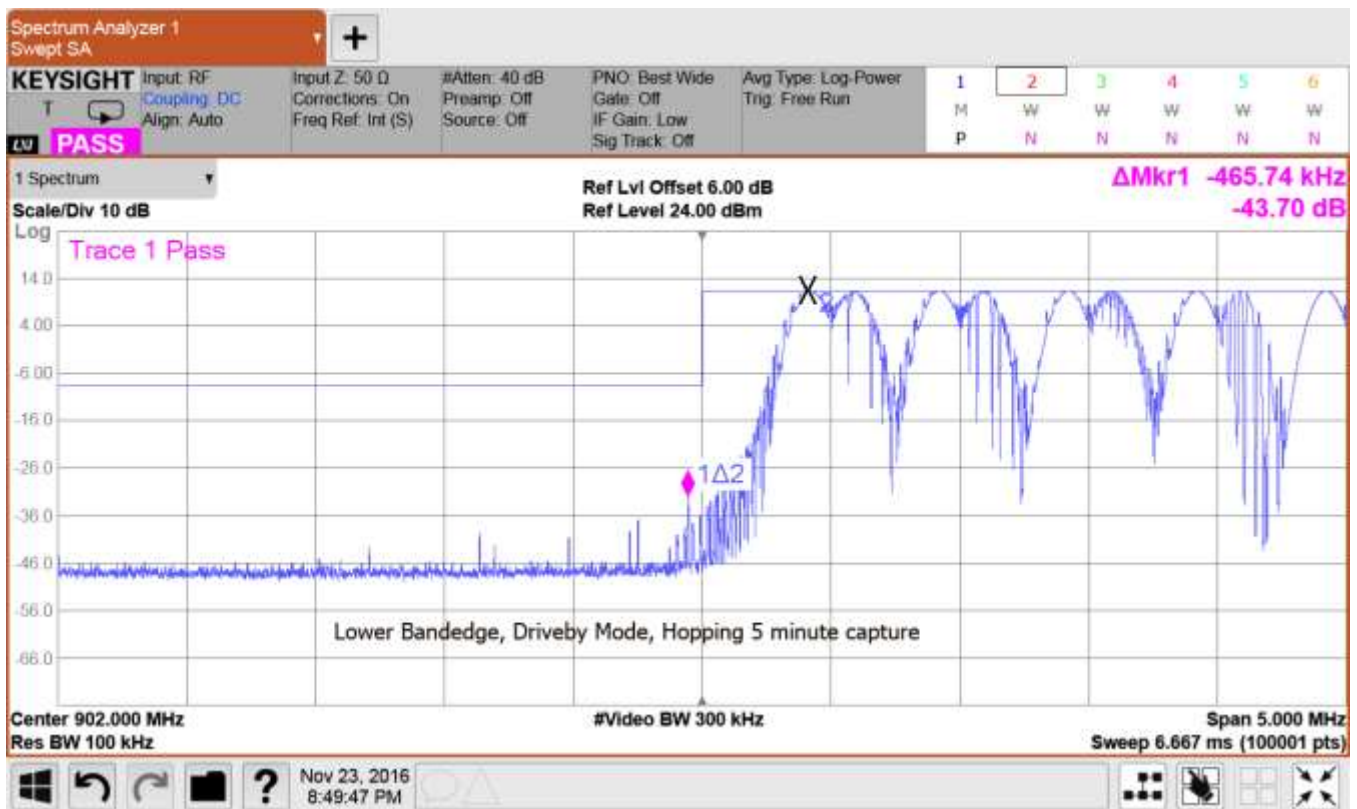 Spectrum Analyzer 1
Swept SA
+
KEYSIGHT Input: RF Input Z: 50 Ω #Atten: 40 dB PNO: Best Wide Avg Type: Log-Power 1 2 3 4 5 6
T Coupling: DC Corrections: On Preamp: Off Gate: Off Trig: Free Run M W W W W W
Align: Auto Freq Ref: Int (S) Source: Off IF Gain: Low
LXI PASS Sig Track: Off P N N N N N
1 Spectrum Ref Lvl Offset 6.00 dB ΔMkr1 -465.74 kHz
Scale/Div 10 dB Ref Level 24.00 dBm -43.70 dB
Log
Trace 1 Pass
14.0
X
4.00
-6.00
-16.0
-26.0
1Δ2
-36.0
-46.0
-56.0
Lower Bandedge, Driveby Mode, Hopping 5 minute capture
-66.0
Center 902.000 MHz #Video BW 300 kHz Span 5.000 MHz
Res BW 100 kHz Sweep 6.667 ms (100001 pts)
? Nov 23, 2016
8:49:47 PM